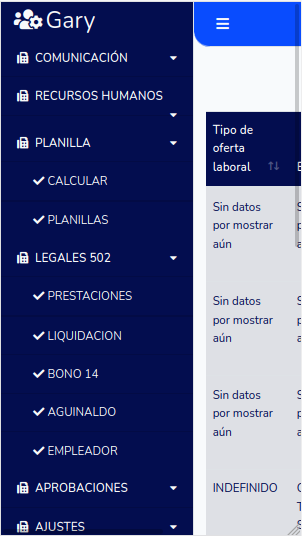 Gary
COMUNICACIÓN
RECURSOS HUMANOS
PLANILLA
CALCULAR
PLANILLAS
LEGALES 502
PRESTACIONES
LIQUIDACION
BONO 14
AGUINALDO
EMPLEADOR
APROBACIONES
AJUSTES
Tipo de
oferta
laboral
Sin datos
por mostrar
aún
Sin datos
por mostrar
aún
Sin datos
por mostrar
aún
INDEFINIDO